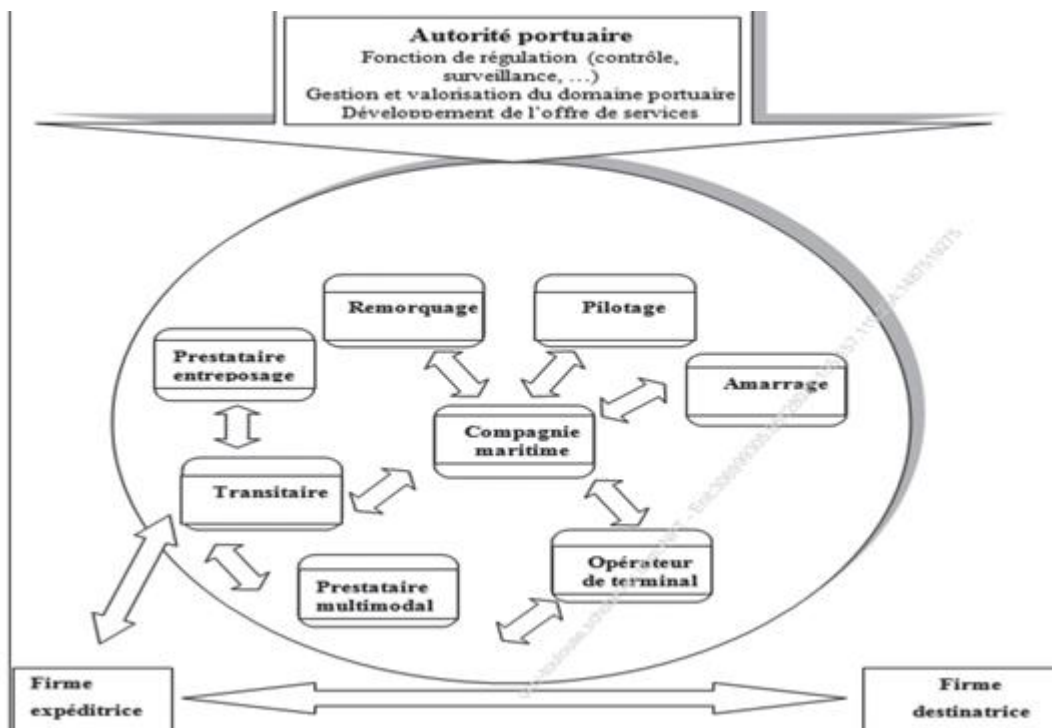 Autorité portuaire
Fonction de régulation (contrôle,
surveillance, …)
Gestion et valorisation du domaine portuaire
Développement de l'offre de services
Remorquage
Pilotage
Prestataire
entreposage
Amarrage
Compagnie
maritime
Transitaire
Opérateur
de terminal
Prestataire
multimodal
Firme
expéditrice
Firme
destinatrice